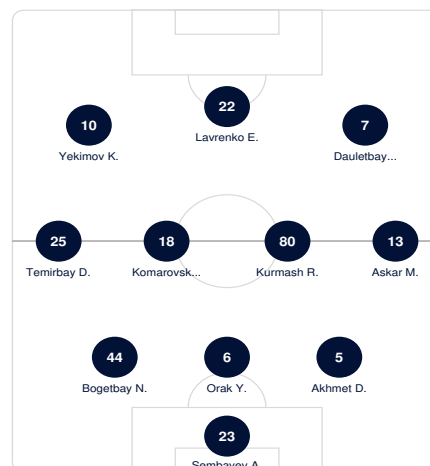 22
Lavrenko E.
10
Yekimov K.
7
Dauletbay...
25
Temirbay D.
18
Komarovsk...
80
Kurmash R.
13
Askar M.
44
Bogetbay N.
6
Orak Y.
5
Akhmet D.
23
Sembayev A.